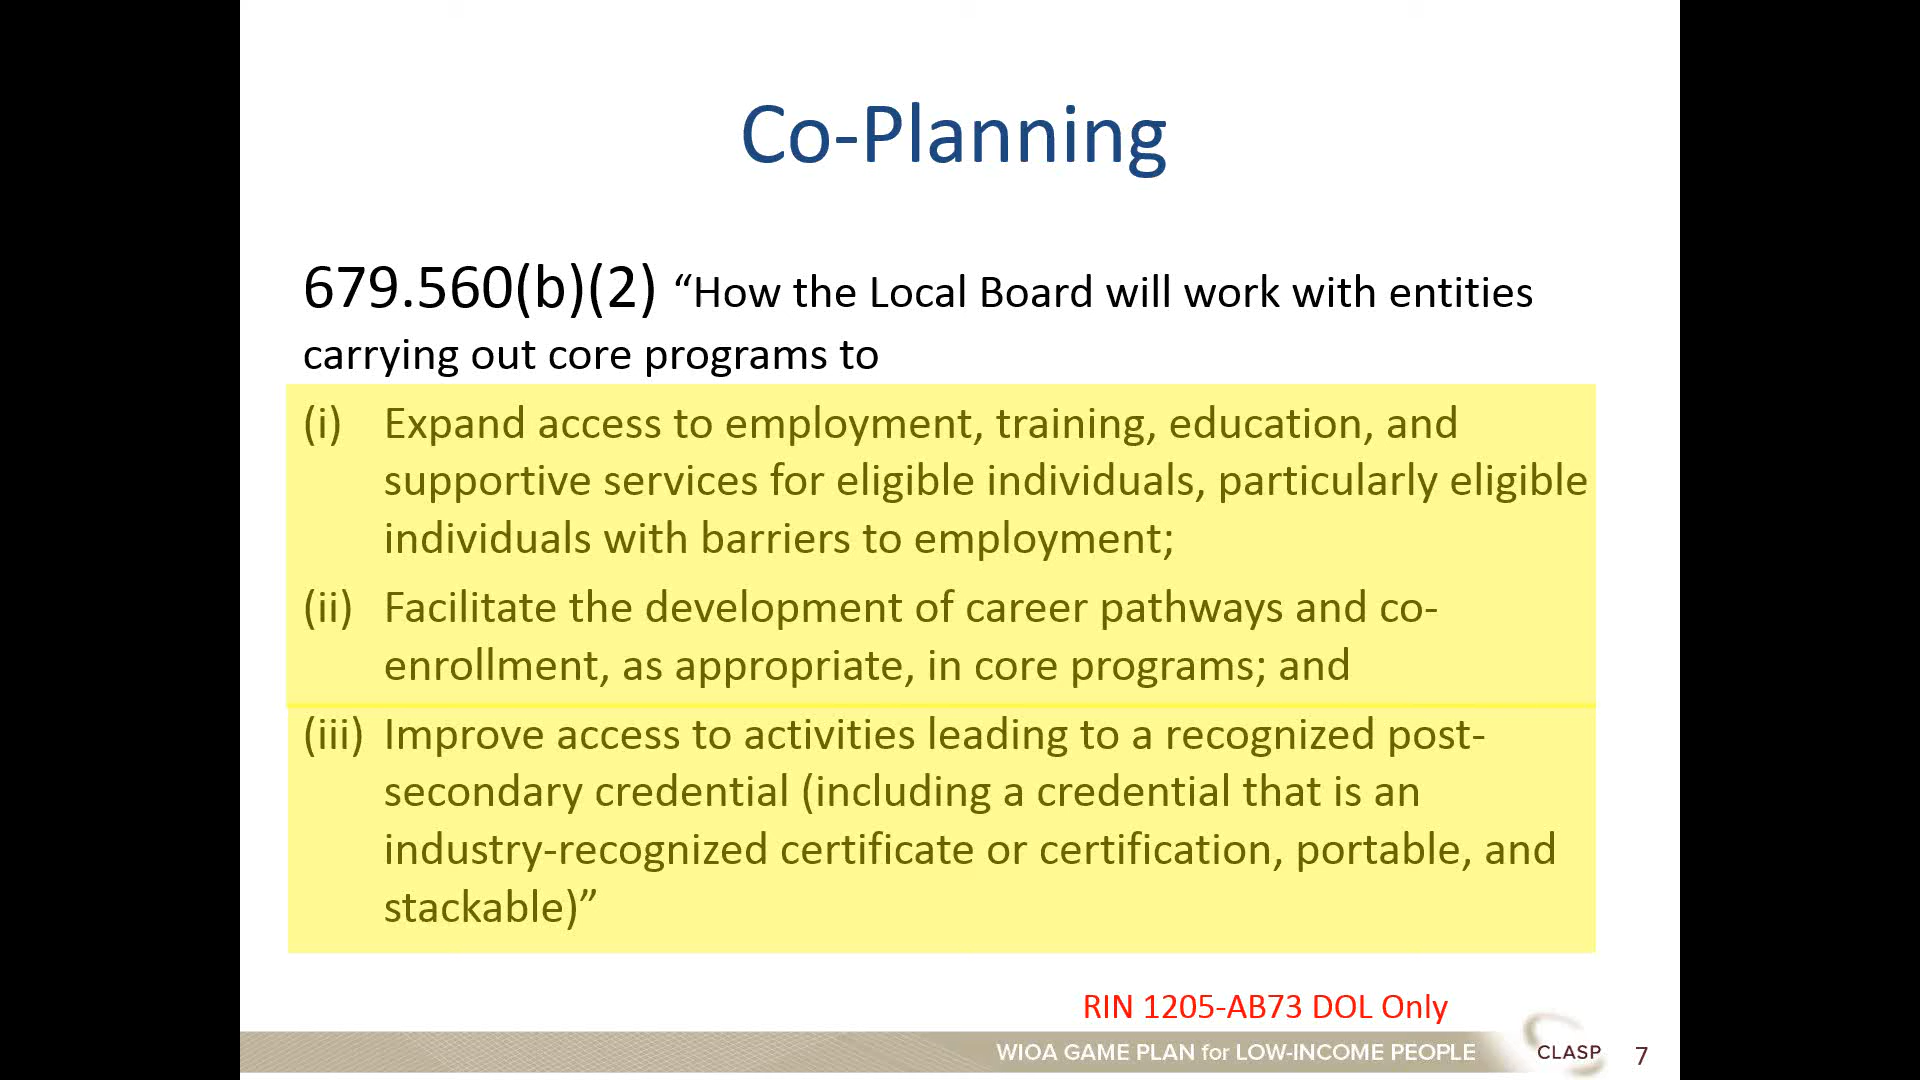 Co-Planning
679.560(b)(2) “How the Local Board will work with entities
carrying out core programs to
(i) Expand access to employment, training, education, and
supportive services for eligible individuals, particularly eligible
individuals with barriers to employment;
(ii) Facilitate the development of career pathways and co-
enrollment, as appropriate, in core programs; and
(iii) Improve access to activities leading to a recognized post-
secondary credential (including a credential that is an
industry-recognized certificate or certification, portable, and
stackable)”
RIN 1205-AB73 DOL Only
WIOA GAME PLAN for LOW-INCOME PEOPLE
CLASP
7